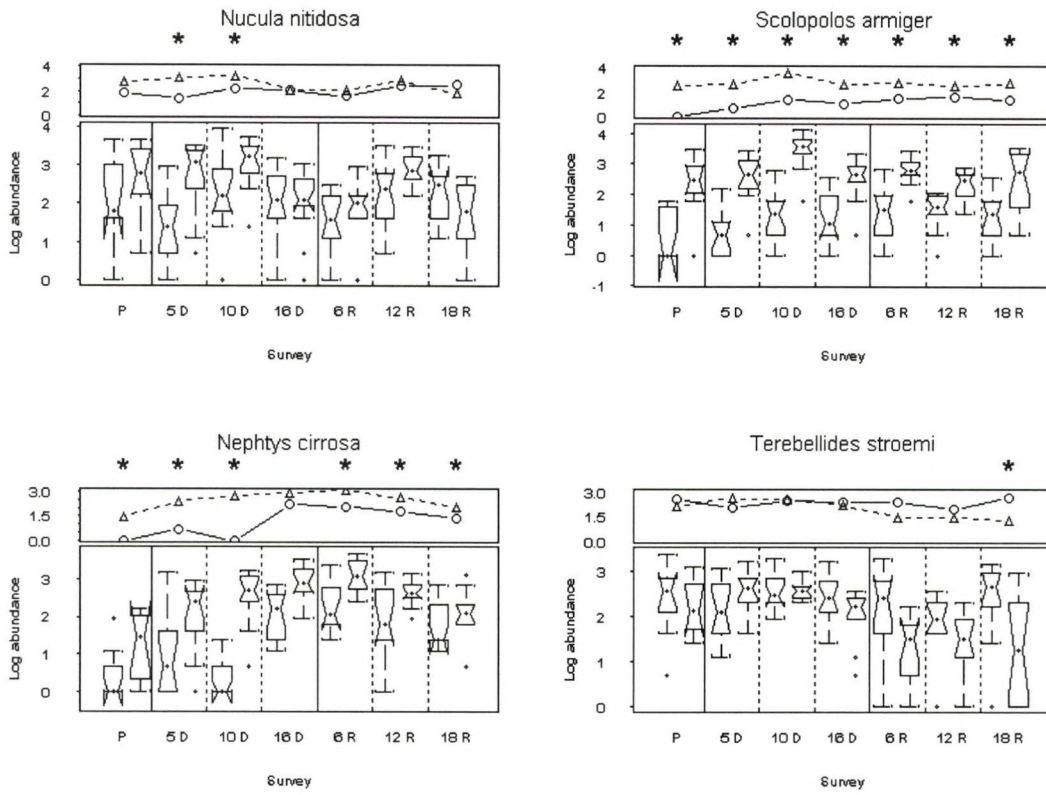 Nucula nitidosa
* *
4
2
0
Log abundance
4
3
2
1
0
P 5 D 10 D 16 D 6 R 12 R 18 R
Survey
Scolopolos armiger
* * * * * * *
4
2
0
Log abundance
4
3
2
1
0
-1
P 5 D 10 D 16 D 6 R 12 R 18 R
Survey
Nephtys cirrosa
* * * * * *
3.0
1.5
0.0
Log abundance
3
2
1
0
P 5 D 10 D 16 D 6 R 12 R 18 R
Survey
Terebellides stroemi
*
3.0
1.5
0.0
Log abundance
3
2
1
0
P 5 D 10 D 16 D 6 R 12 R 18 R
Survey